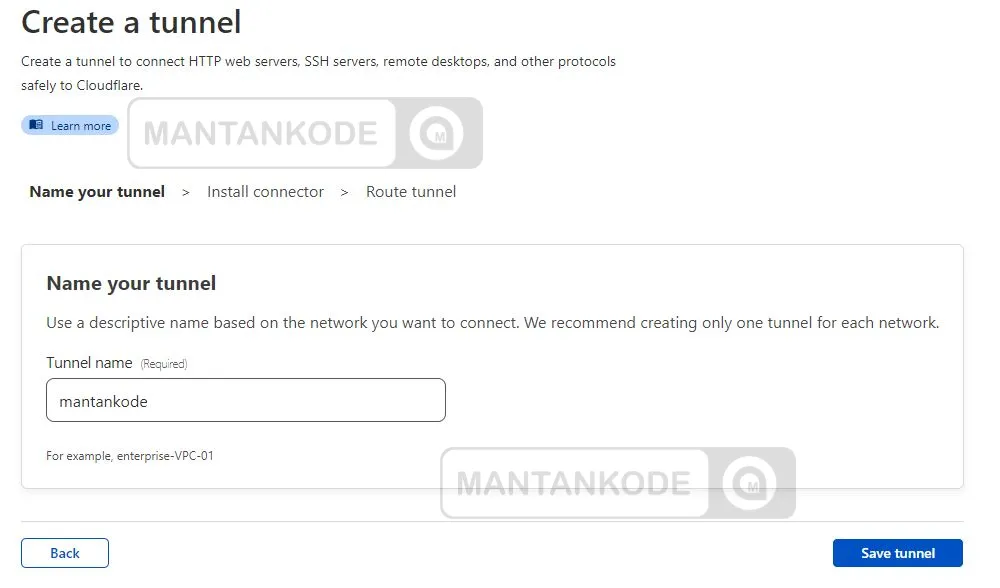 Create a tunnel
Create a tunnel to connect HTTP web servers, SSH servers, remote desktops, and other protocols
safely to Cloudflare.
Learn more
MANTANKODE M
Name your tunnel > Install connector > Route tunnel
Name your tunnel
Use a descriptive name based on the network you want to connect. We recommend creating only one tunnel for each network.
Tunnel name (Required)
mantankode
For example, enterprise-VPC-01
MANTANKODE M
Back
Save tunnel